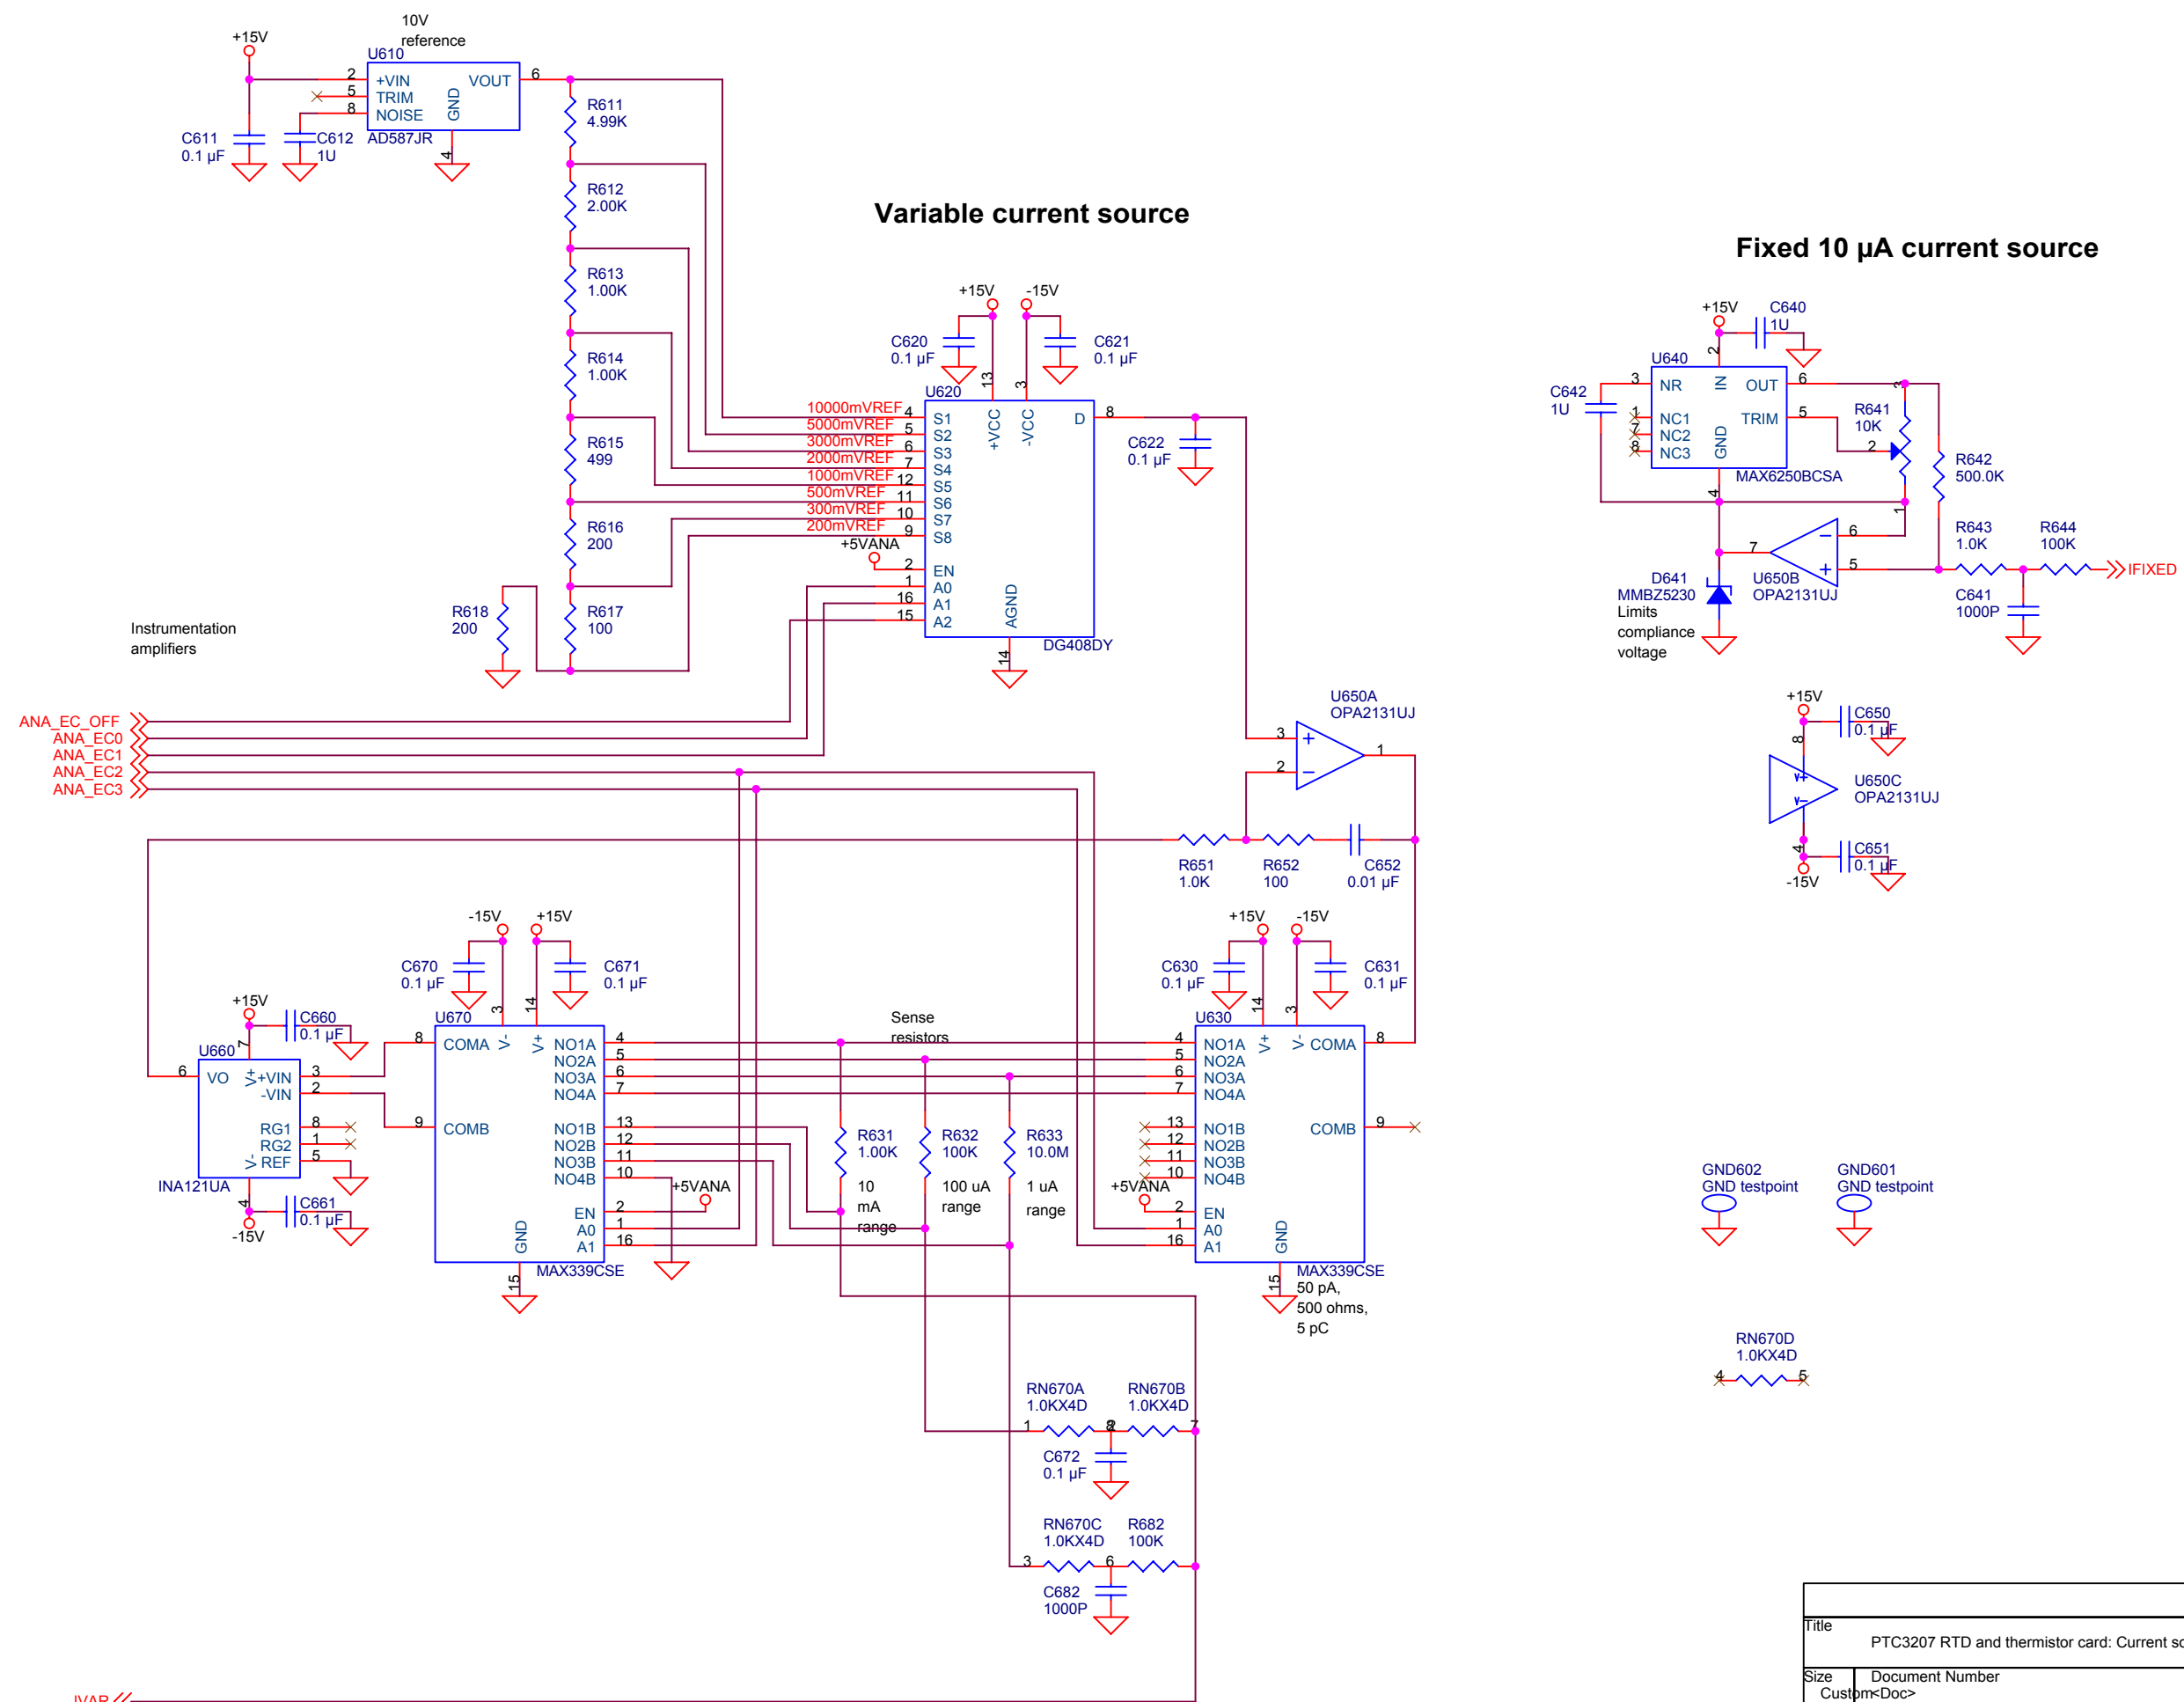 10V
reference
+15V
U610
2
+VIN
VOUT
6
5
TRIM
8
NOISE
GND
AD587JR
4
C611
0.1 µF
C612
1U
R611
4.99K
R612
2.00K
R613
1.00K
R614
1.00K
R615
499
R616
200
R617
100
R618
200
Variable current source
+15V
-15V
C620
0.1 µF
C621
0.1 µF
13
3
U620
10000mVREF
4
S1
5000mVREF
5
S2
3000mVREF
6
S3
2000mVREF
7
S4
1000mVREF
12
S5
500mVREF
11
S6
300mVREF
10
S7
200mVREF
9
S8
+5VANA
2
EN
1
A0
16
A1
15
A2
+VCC
-VCC
D
8
AGND
14
DG408DY
C622
0.1 µF
Fixed 10 µA current source
+15V
C640
1U
2
U640
3
NR
IN
OUT
6
3
1
NC1
TRIM
5
7
NC2
8
NC3
GND
MAX6250BCSA
4
C642
1U
R641
10K
2
1
R642
500.0K
7
6
5
U650B
OPA2131UJ
R643
1.0K
R644
100K
IFIXED
C641
1000P
D641
MMBZ5230
Limits
compliance
voltage
Instrumentation
amplifiers
ANA_EC_OFF
ANA_EC0
ANA_EC1
ANA_EC2
ANA_EC3
U650A
OPA2131UJ
3
2
1
R651
1.0K
R652
100
C652
0.01 µF
+15V
C650
0.1 µF
8
V+
V-
U650C
OPA2131UJ
4
C651
0.1 µF
-15V
-15V
+15V
C670
0.1 µF
C671
0.1 µF
3
14
U670
8
COMA
V-
V+
NO1A
4
NO2A
5
NO3A
6
NO4A
7
9
COMB
NO1B
13
NO2B
12
NO3B
11
NO4B
10
EN
2
A0
1
A1
16
GND
15
MAX339CSE
+5VANA
+15V
C660
0.1 µF
7
U660
6
VO
V+
+VIN
3
-VIN
2
RG1
8
RG2
1
V-
REF
5
INA121UA
4
C661
0.1 µF
-15V
Sense
resistors
R631
1.00K
10
mA
range
R632
100K
100 uA
range
R633
10.0M
1 uA
range
+15V
-15V
C630
0.1 µF
C631
0.1 µF
14
3
U630
4
NO1A
V+
V-
COMA
8
5
NO2A
6
NO3A
7
NO4A
13
NO1B
COMB
9
12
NO2B
11
NO3B
10
NO4B
+5VANA
2
EN
1
A0
16
A1
GND
15
MAX339CSE
50 pA,
500 ohms,
5 pC
GND602
GND testpoint
GND601
GND testpoint
RN670D
1.0KX4D
4
5
RN670A
1.0KX4D
RN670B
1.0KX4D
1
8
2
7
C672
0.1 µF
RN670C
1.0KX4D
R682
100K
3
6
C682
1000P
IVAR
Title
PTC3207 RTD and thermistor card: Current so
Size
Document Number
Custom
<Doc>